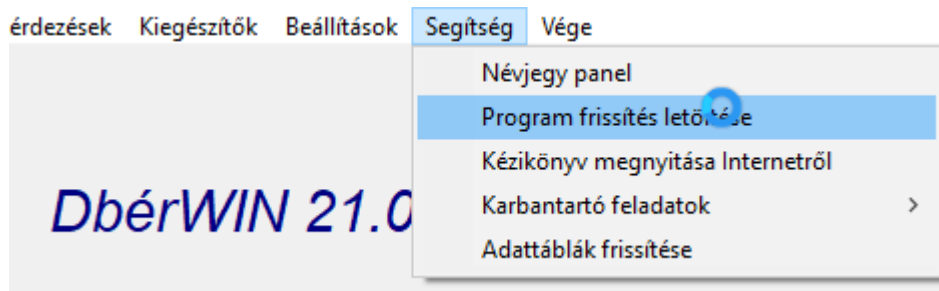 érdezések Kiegészítők Beállítások Segítség Vége
Névjegy panel
Program frissítés letöltése
Kézikönyv megnyitása Internetről
DbérWIN 21.0
Karbantartó feladatok
Adattáblák frissítése